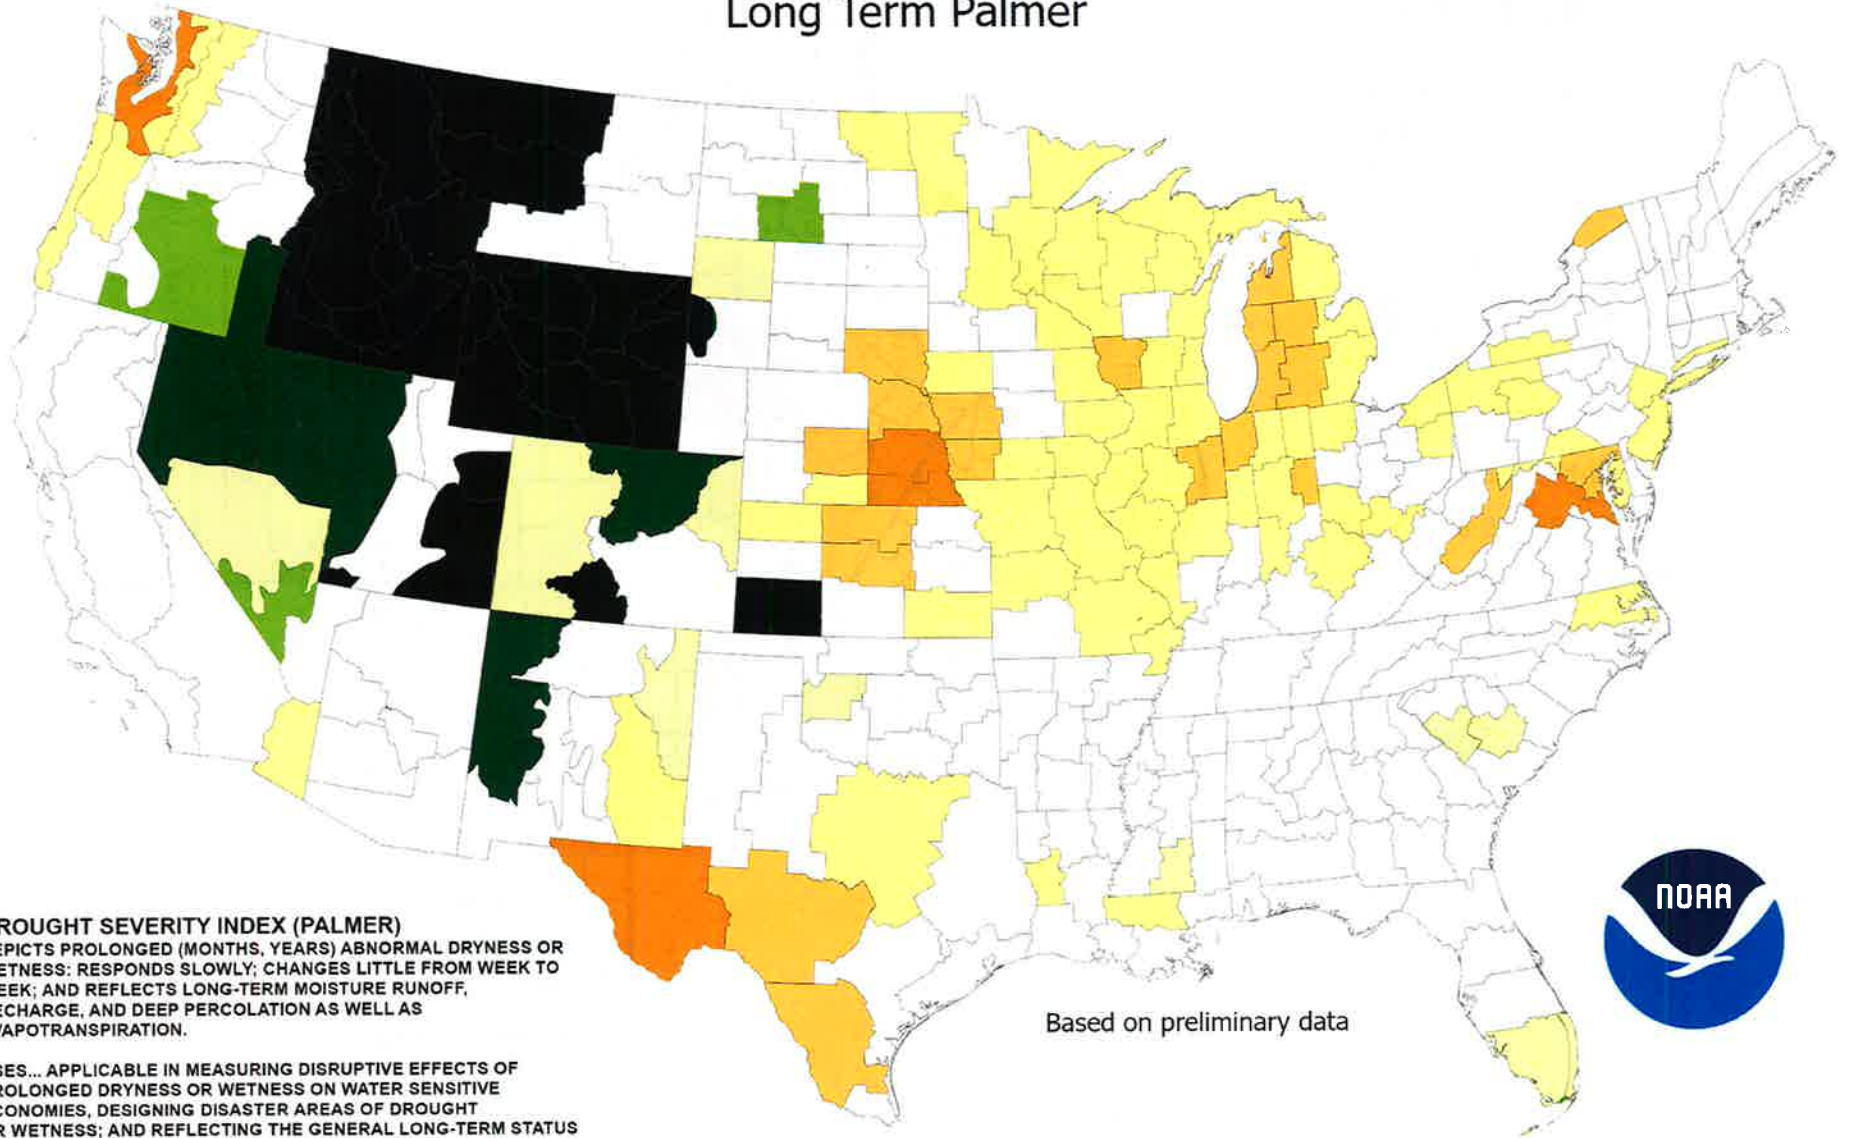 Long Term Palmer
ROUGHT SEVERITY INDEX (PALMER)
EPICTS PROLONGED (MONTHS, YEARS) ABNORMAL DRYNESS OR
ETNESS: RESPONDS SLOWLY; CHANGES LITTLE FROM WEEK TO
EEK; AND REFLECTS LONG-TERM MOISTURE RUNOFF,
ECHARGE, AND DEEP PERCOLATION AS WELL AS
VAPOTRANSPIRATION.
SES... APPLICABLE IN MEASURING DISRUPTIVE EFFECTS OF
ROLONGED DRYNESS OR WETNESS ON WATER SENSITIVE
CONOMIES, DESIGNING DISASTER AREAS OF DROUGHT
R WETNESS; AND REFLECTING THE GENERAL LONG-TERM STATUS
Based on preliminary data
NOAA